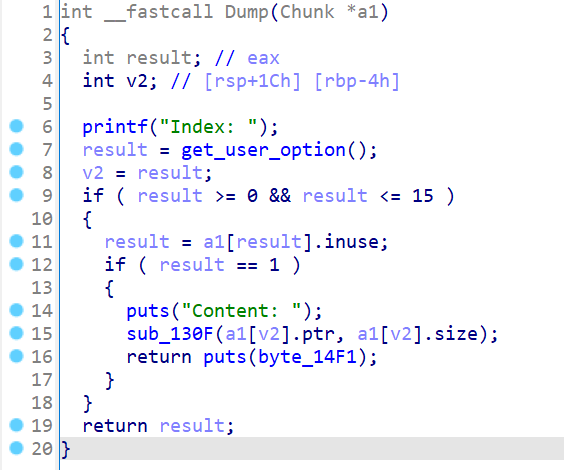 1 int __fastcall Dump(Chunk *a1)
2 {
3   int result; // eax
4   int v2; // [rsp+1Ch] [rbp-4h]
5
6   printf("Index: ");
7   result = get_user_option();
8   v2 = result;
9   if ( result >= 0 && result <= 15 )
10   {
11     result = a1[result].inuse;
12     if ( result == 1 )
13     {
14       puts("Content: ");
15       sub_130F(a1[v2].ptr, a1[v2].size);
16       return puts(byte_14F1);
17     }
18   }
19   return result;
20 }